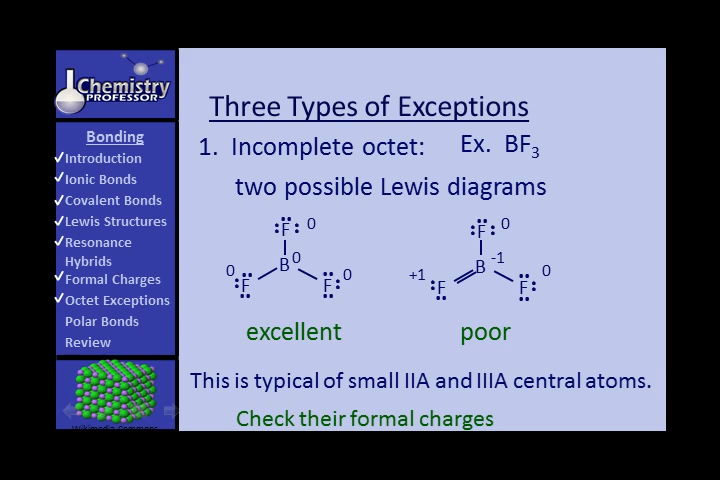 Chemistry
PROFESSOR
Bonding
✓Introduction
✓Ionic Bonds
✓Covalent Bonds
✓Lewis Structures
✓Resonance
Hybrids
✓Formal Charges
✓Octet Exceptions
Polar Bonds
Review
Wikimedia Commons
Three Types of Exceptions
1. Incomplete octet: Ex. BF3
two possible Lewis diagrams
F 0 F 0
B 0 B -1
0 F F 0 +1 F F 0
excellent poor
This is typical of small IIA and IIIA central atoms.
Check their formal charges